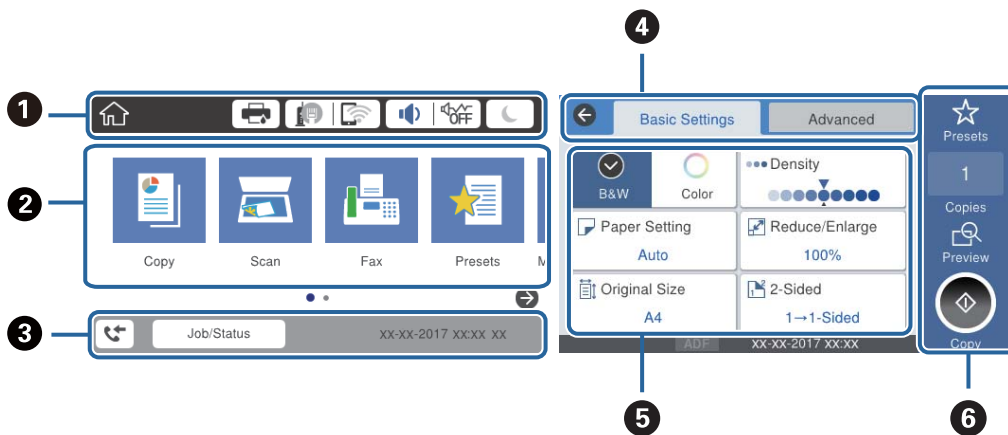 4
1
OFF
2
Copy
Scan
Fax
Presets
M
3
Job/Status
xx-xx-2017 xx:xx xx
Basic Settings
Advanced
B&W
Color
Density
Paper Setting
Auto
Reduce/Enlarge
100%
Original Size
A4
2-Sided
1→1-Sided
ADF
xx-xx-2017 xx:xx
Presets
1
Copies
Preview
Copy
5
6